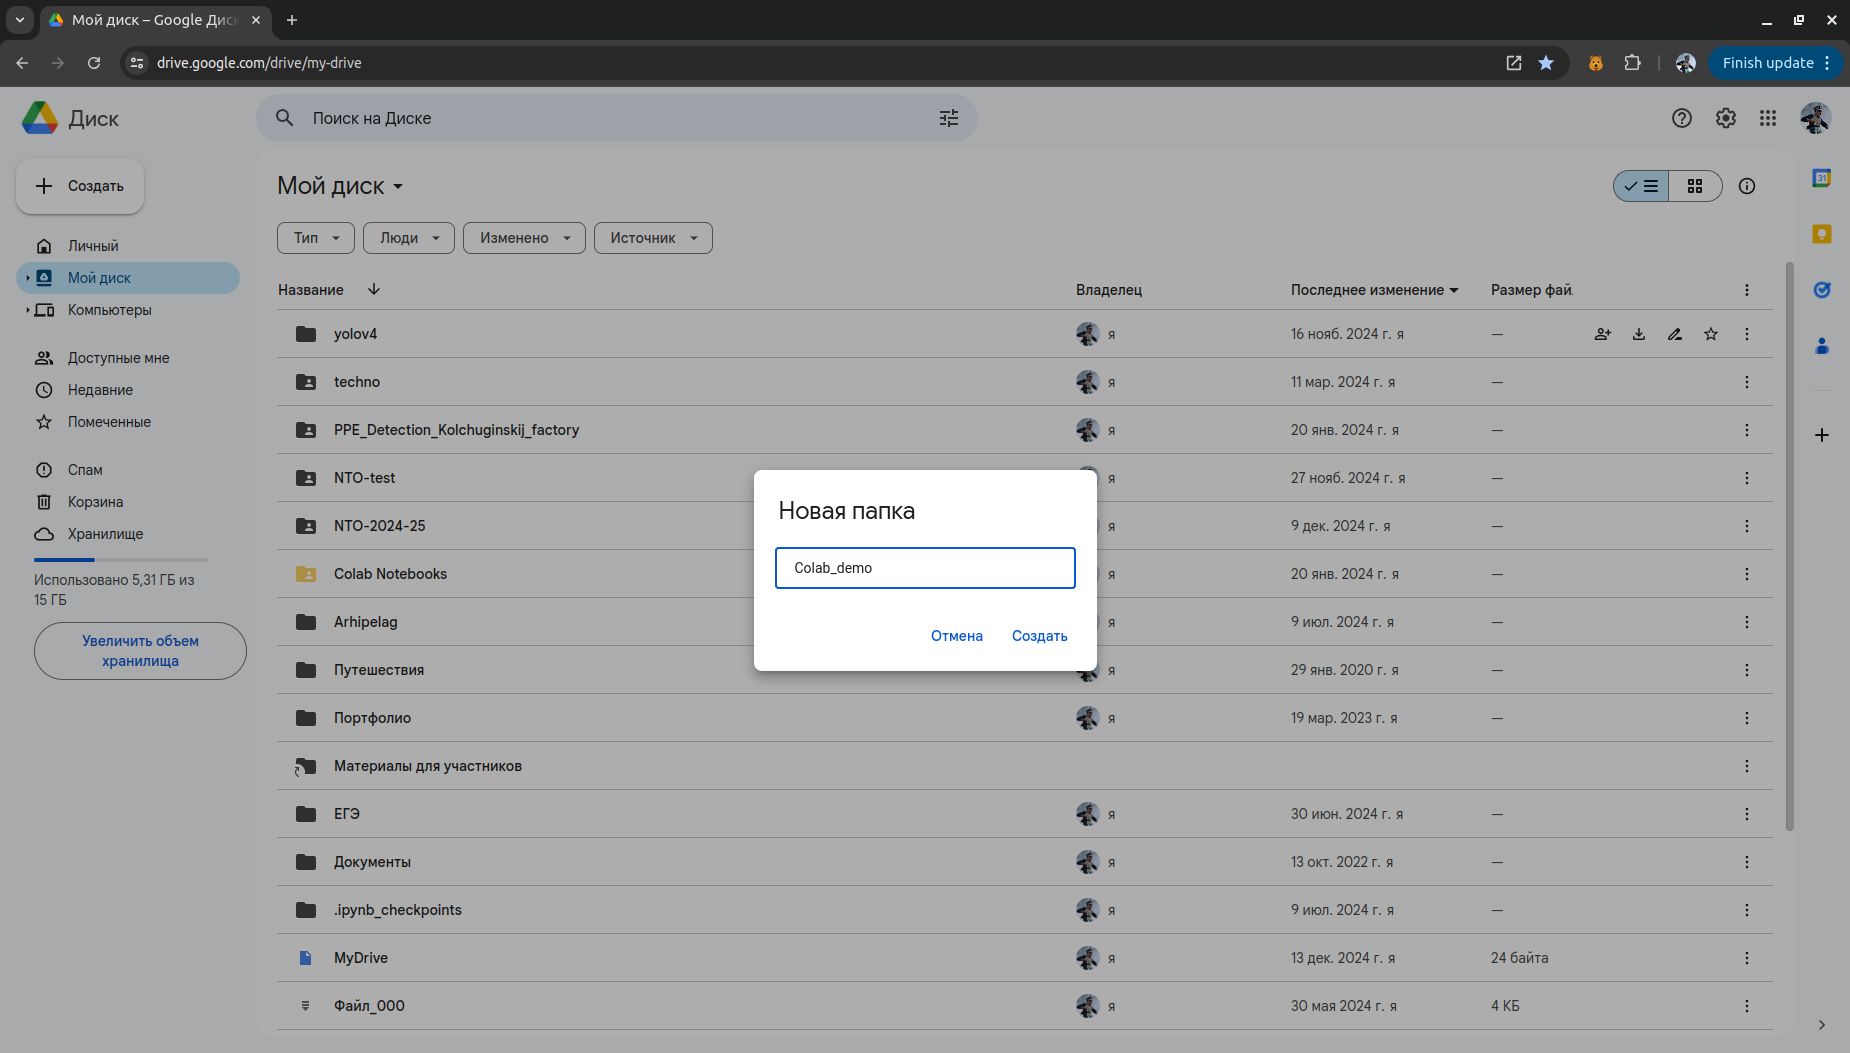 Мой диск – Google Дис
drive.google.com/drive/my-drive
Finish update
Диск
Поиск на Диске
Создать
Личный
Мой диск
Компьютеры
Доступные мне
Недавние
Помеченные
Спам
Корзина
Хранилище
Использовано 5,31 ГБ из
15 ГБ
Увеличить объем
хранилища
Мой диск
Тип Люди Изменено Источник
Название Владелец Последнее изменение Размер фай.
yolov4 я 16 нояб. 2024 г. я —
techno я 11 мар. 2024 г. я —
PPE_Detection_Kolchuginskij_factory я 20 янв. 2024 г. я —
NTO-test я 27 нояб. 2024 г. я —
NTO-2024-25 я 9 дек. 2024 г. я —
Colab Notebooks я 20 янв. 2024 г. я —
Arhipelag я 9 июл. 2024 г. я —
Путешествия я 29 янв. 2020 г. я —
Портфолио я 19 мар. 2023 г. я —
Материалы для участников
ЕГЭ я 30 июн. 2024 г. я —
Документы я 13 окт. 2022 г. я —
.ipynb_checkpoints я 9 июл. 2024 г. я —
MyDrive я 13 дек. 2024 г. я 24 байта
Файл_000 я 30 мая 2024 г. я 4 КБ
Новая папка
Colab_demo
Отмена Создать
31